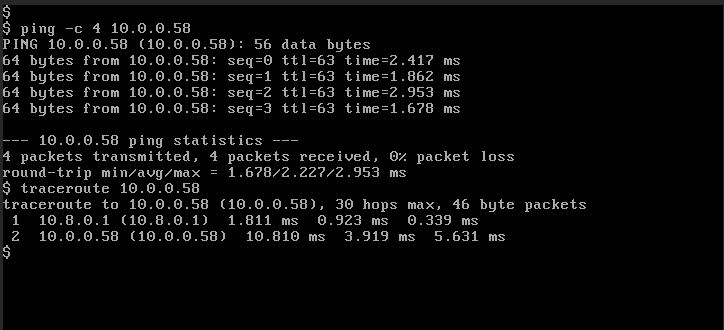 $
$ ping -c 4 10.0.0.58
PING 10.0.0.58 (10.0.0.58): 56 data bytes
64 bytes from 10.0.0.58: seq=0 ttl=63 time=2.417 ms
64 bytes from 10.0.0.58: seq=1 ttl=63 time=1.862 ms
64 bytes from 10.0.0.58: seq=2 ttl=63 time=2.953 ms
64 bytes from 10.0.0.58: seq=3 ttl=63 time=1.678 ms

--- 10.0.0.58 ping statistics ---
4 packets transmitted, 4 packets received, 0% packet loss
round-trip min/avg/max = 1.678/2.227/2.953 ms
$ traceroute 10.0.0.58
traceroute to 10.0.0.58 (10.0.0.58), 30 hops max, 46 byte packets
 1  10.8.0.1 (10.8.0.1)  1.811 ms  0.923 ms  0.339 ms
 2  10.0.0.58 (10.0.0.58)  10.810 ms  3.919 ms  5.631 ms
$